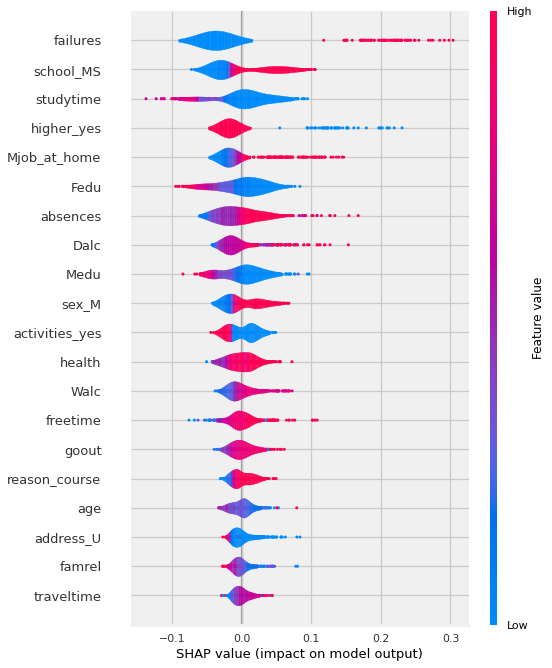 High
failures
school_MS
studytime
higher_yes
Mjob_at_home
Fedu
absences
Dalc
Medu
sex_M
activities_yes
health
Walc
freetime
goout
reason_course
age
address_U
famrel
traveltime
Feature value
Low
−0.1 0.0 0.1 0.2 0.3
SHAP value (impact on model output)